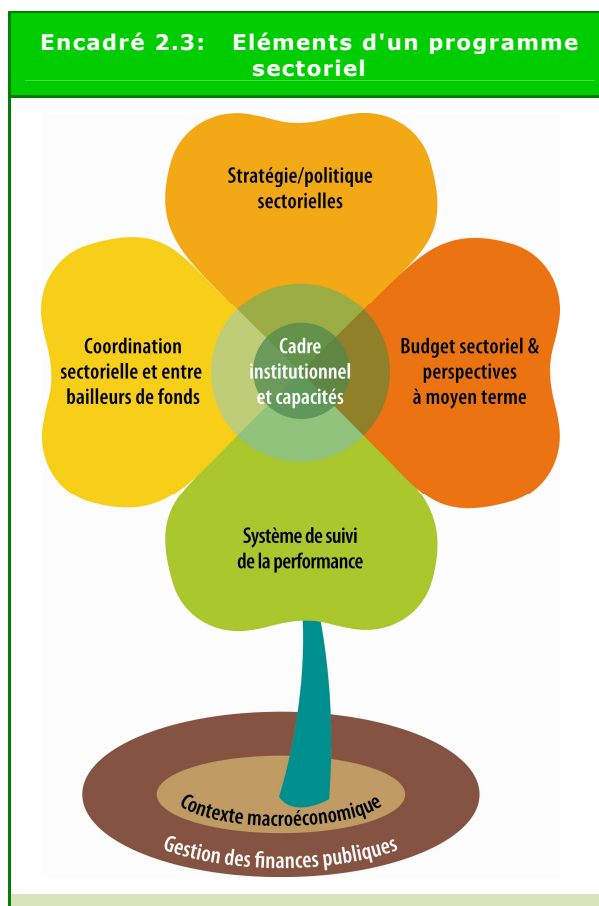 Encadré 2.3: Eléments d'un programme
sectoriel
Stratégie/politique
sectorielles
Coordination
sectorielle et entre
bailleurs de fonds
Cadre
institutionnel
et capacités
Budget sectoriel &
perspectives
à moyen terme
Système de suivi
de la performance
Contexte macroéconomique
Gestion des finances publiques